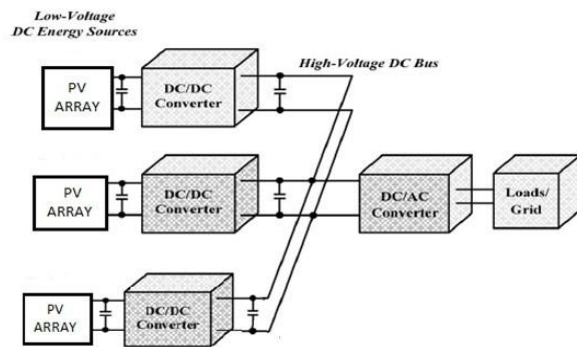 Low-Voltage
DC Energy Sources
High-Voltage DC Bus
PV
ARRAY
DC/DC
Converter
PV
ARRAY
DC/DC
Converter
DC/AC
Converter
Loads/
Grid
PV
ARRAY
DC/DC
Converter